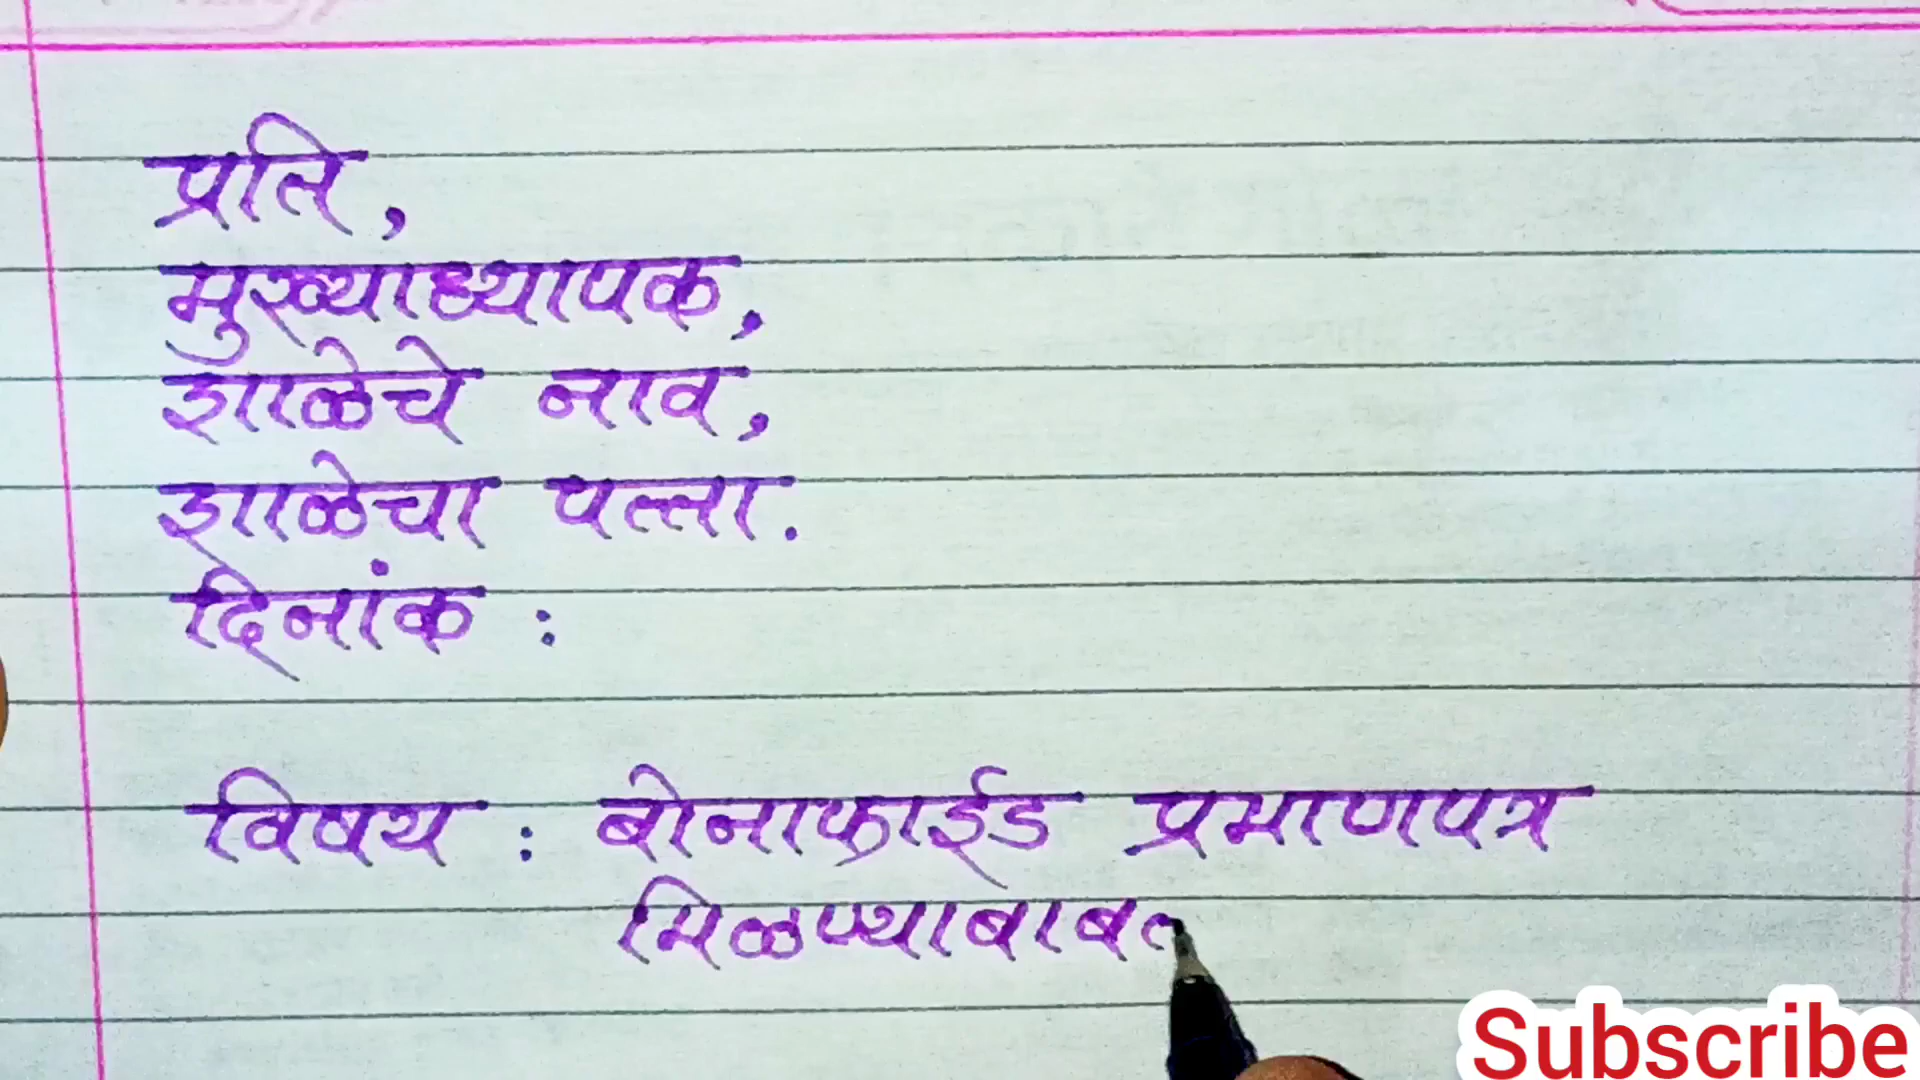 प्रति,
मुख्याध्यापक,
शाळेचे नाव,
शाळेचा पत्ता.
दिनांक :
विषय : बोनाफाईड प्रमाणपत्र
मिळण्याबाबत
Subscribe